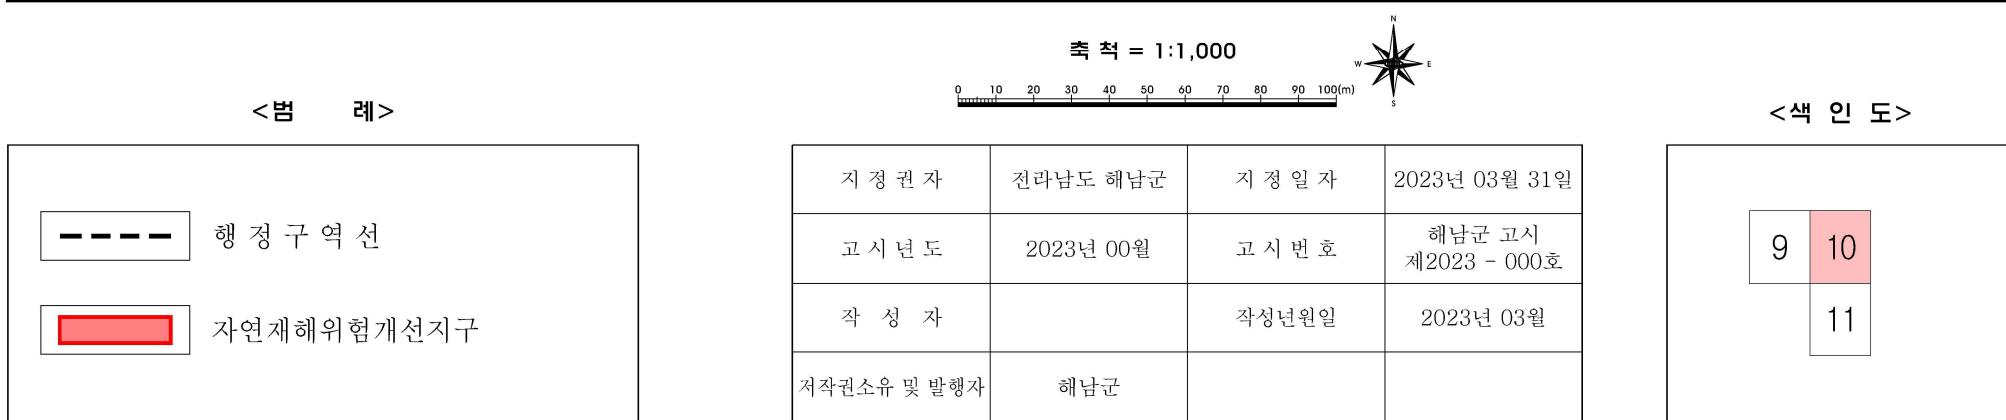 축 척 = 1:1,000
N
W E
S
0 10 20 30 40 50 60 70 80 90 100(m)
<범 례>
<색 인 도>
행 정 구 역 선
자연재해위험개선지구
지 정 권 자 전라남도 해남군 지 정 일 자 2023년 03월 31일
고 시 년 도 2023년 00월 고 시 번 호 해남군 고시
제2023 - 000호
작 성 자 작성년원일 2023년 03월
저작권소유 및 발행자 해남군
9 10
11